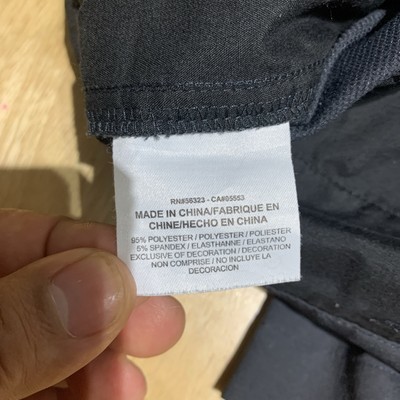 RN#56323 - CA#05553
MADE IN CHINA/FABRIQUE EN
CHINE/HECHO EN CHINA
95% POLYESTER / POLYESTER / POLIESTER
5% SPANDEX / ELASTHANNE / ELASTANO
EXCLUSIVE OF DECORATION / DECORATION
NON COMPRISE / NO INCLUYE LA
DECORACION